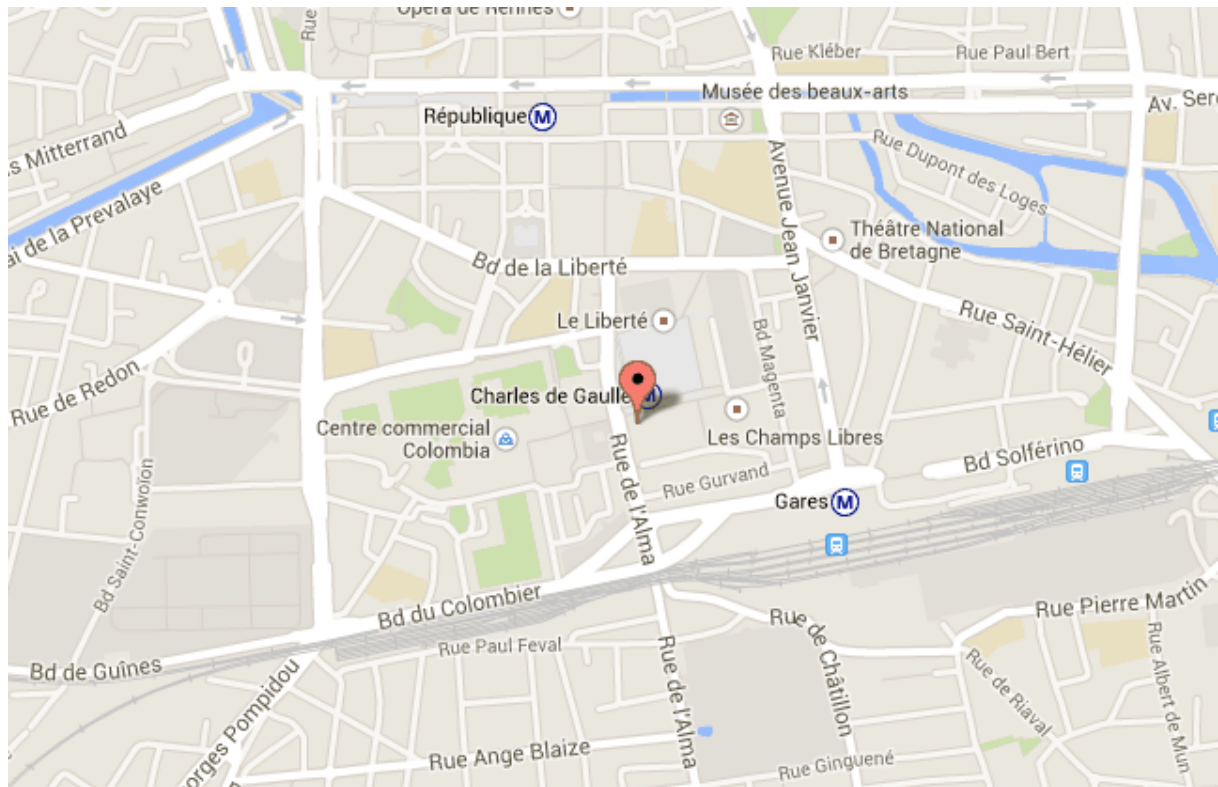 Opéra de Rennes
Rue
Rue Kléber
Rue Paul Bert
Musée des beaux-arts
République M
Av. Ser
is Mitterrand
Rue Dupont des Loges
ai de la Prevalaye
Avenue Jean Janvier
Théâtre National
de Bretagne
Bd de la Liberté
Le Liberté
Rue Saint-Hélier
Bd Magenta
Rue de Redon
Charles de Gaulle M
Centre commercial
Colombia
Les Champs Libres
Rue de l'Alma
Rue Gurvand
Bd Solférino
Gares M
Bd Saint-Conwoïon
Bd du Colombier
Rue Pierre Martin
Rue Paul Feval
Rue de Châtillon
Bd de Guînes
Rue de l'Alma
Rue de Riaval
Rue Albert de Mun
orges Pompidou
Rue Ange Blaize
Rue Ginguené